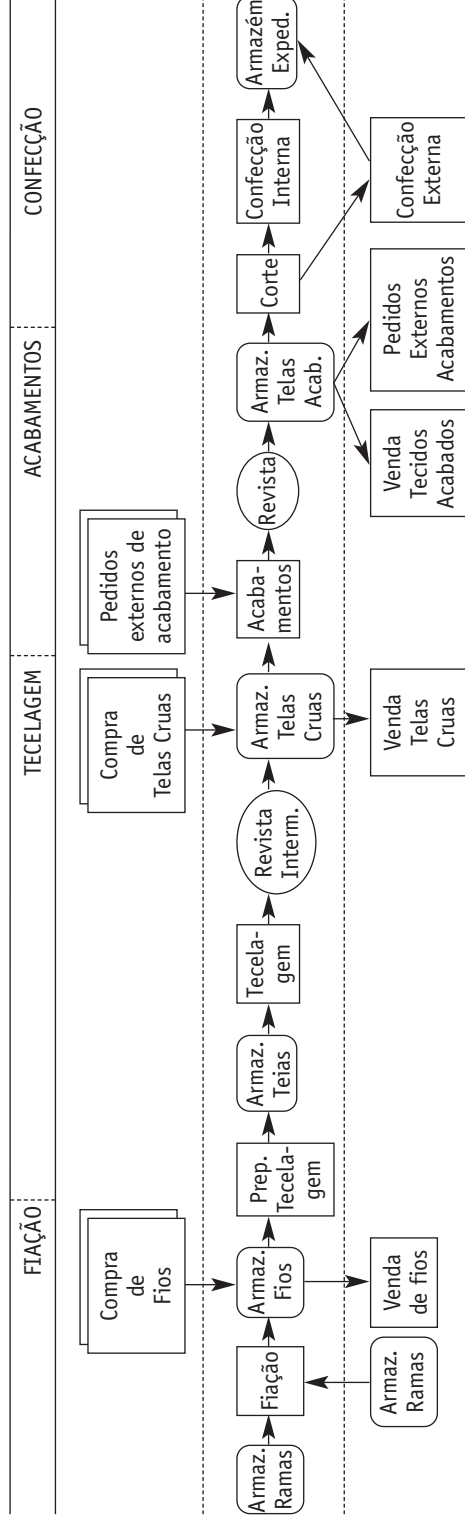 FIAÇÃO
TECELAGEM
ACABAMENTOS
CONFECÇÃO
Compra
de
Fios
Compra
de
Telas Cruas
Pedidos
externos de
acabamento
Armaz.
Ramas
Fiação
Armaz.
Fios
Prep.
Tecela-
gem
Armaz.
Teias
Tecela-
gem
Revista
Interm.
Armaz.
Telas
Cruas
Acaba-
mentos
Revista
Armaz.
Telas
Acab.
Corte
Confecção
Interna
Armazém
Exped.
Armaz.
Ramas
Venda
de fios
Venda
Telas
Cruas
Venda
Tecidos
Acabados
Pedidos
Externos
Acabamentos
Confecção
Externa